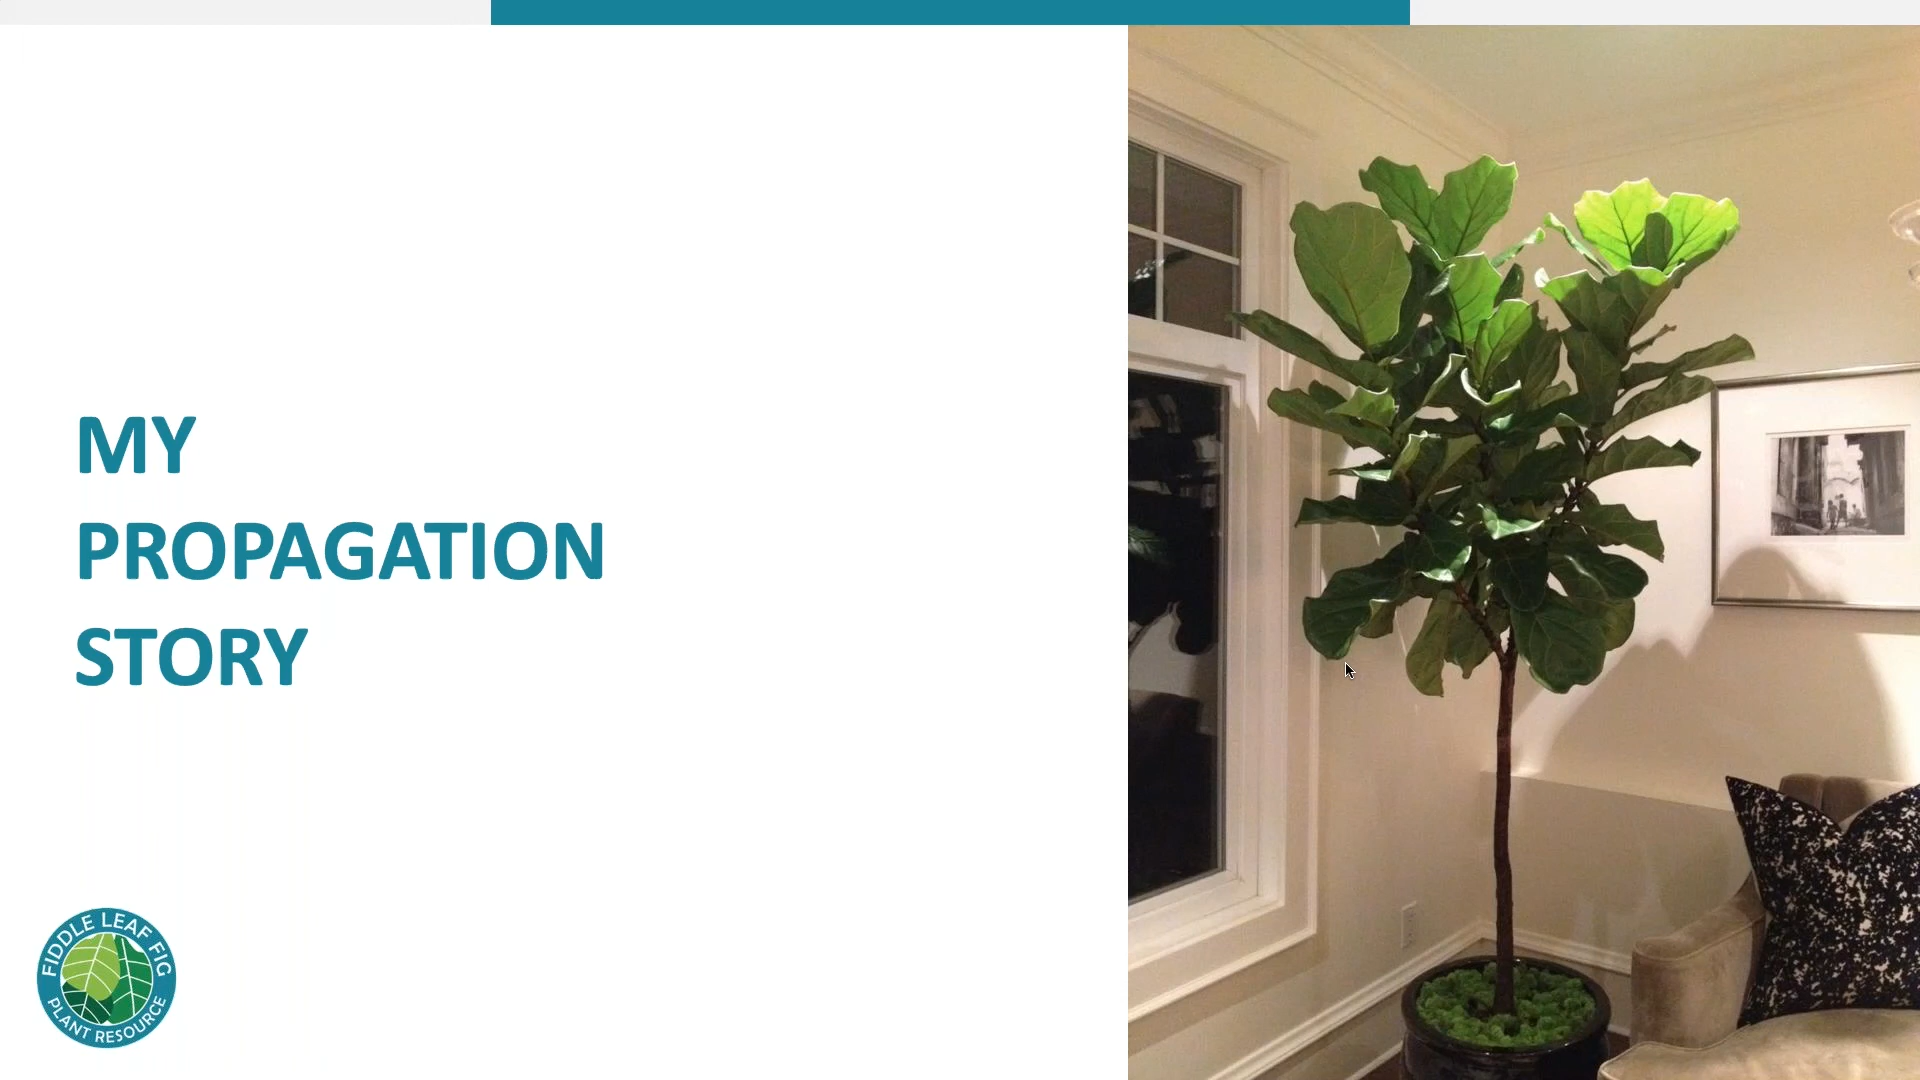 MY
PROPAGATION
STORY
FIDDLE LEAF FIG
PLANT RESOURCE